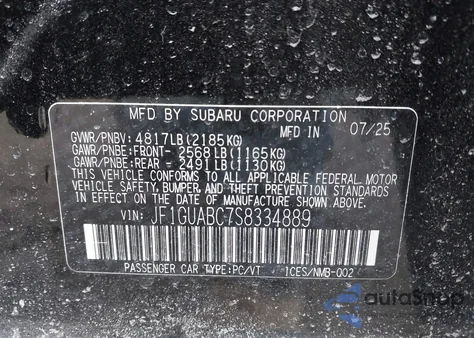 MFD BY SUBARU CORPORATION
IN JAPAN 07/25
GVWR/PNBV: 4817LB(2185KG)
GAWR/PNBE:FRONT- 2568LB(1165KG)
GAWR/PNBE:REAR - 2491LB(1130KG)
THIS VEHICLE CONFORMS TO ALL APPLICABLE FEDERAL MOTOR
VEHICLE SAFETY, BUMPER, AND THEFT PREVENTION STANDARDS
IN EFFECT ON THE DATE OF MANUFACTURE SHOWN ABOVE.
VIN: JF1GUABC7S8334889
PASSENGER CAR TYPE:PC/VT ICES/NMB-002
autoSnap